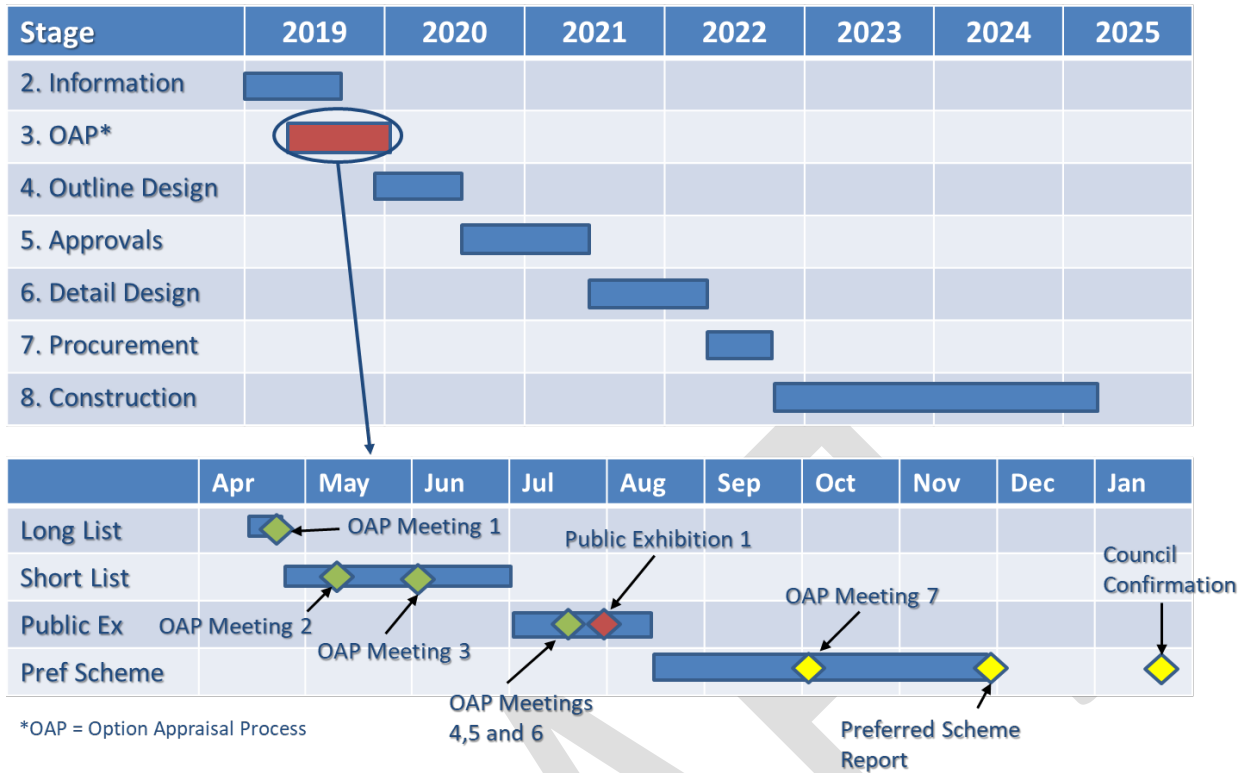 Stage 2019 2020 2021 2022 2023 2024 2025
2. Information
3. OAP*
4. Outline Design
5. Approvals
6. Detail Design
7. Procurement
8. Construction
Apr May Jun Jul Aug Sep Oct Nov Dec Jan
Long List
OAP Meeting 1
Public Exhibition 1
Council
Confirmation
Short List
OAP Meeting 7
Public Ex
OAP Meeting 2
OAP Meeting 3
Pref Scheme
OAP Meetings
4,5 and 6
Preferred Scheme
Report
*OAP = Option Appraisal Process